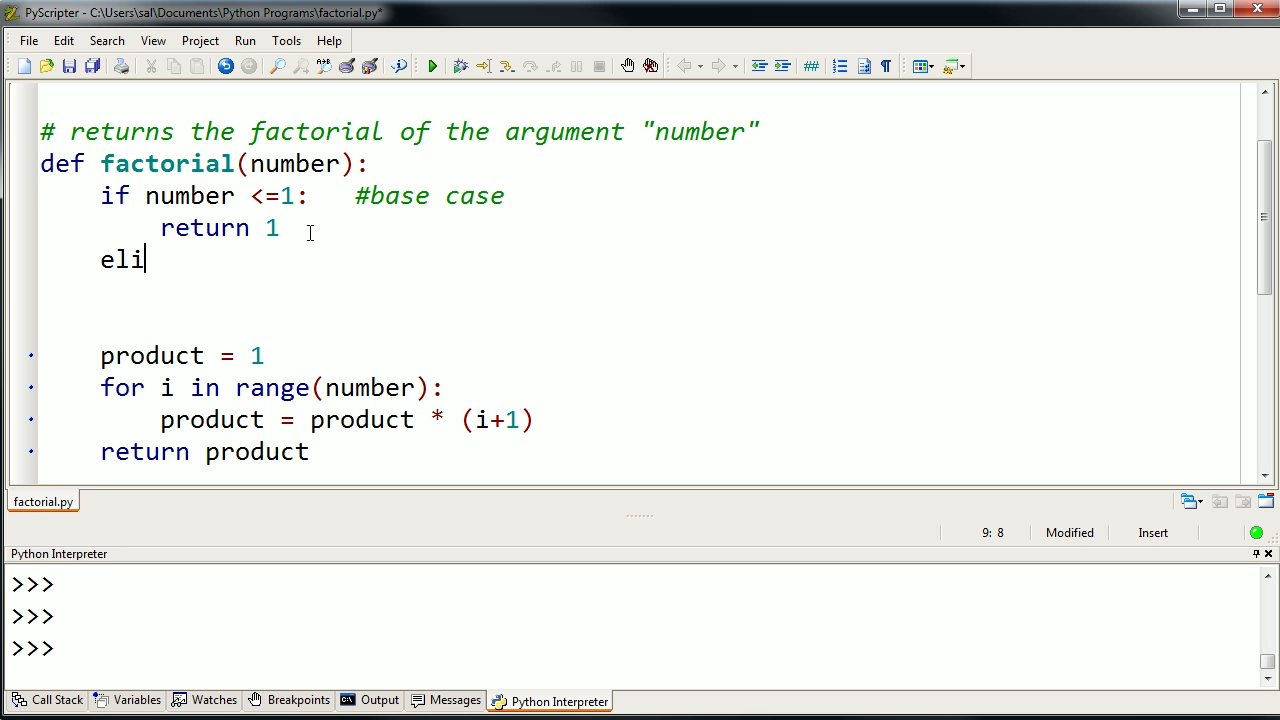 PyScripter - C:\Users\sal\Documents\Python Programs\factorial.py*
File Edit Search View Project Run Tools Help
# returns the factorial of the argument "number"
def factorial(number):
    if number <=1:   #base case
        return 1
    eli
    product = 1
    for i in range(number):
        product = product * (i+1)
    return product
factorial.py
9: 8 Modified Insert
Python Interpreter
>>>
>>>
>>>
Call Stack Variables Watches Breakpoints Output Messages Python Interpreter